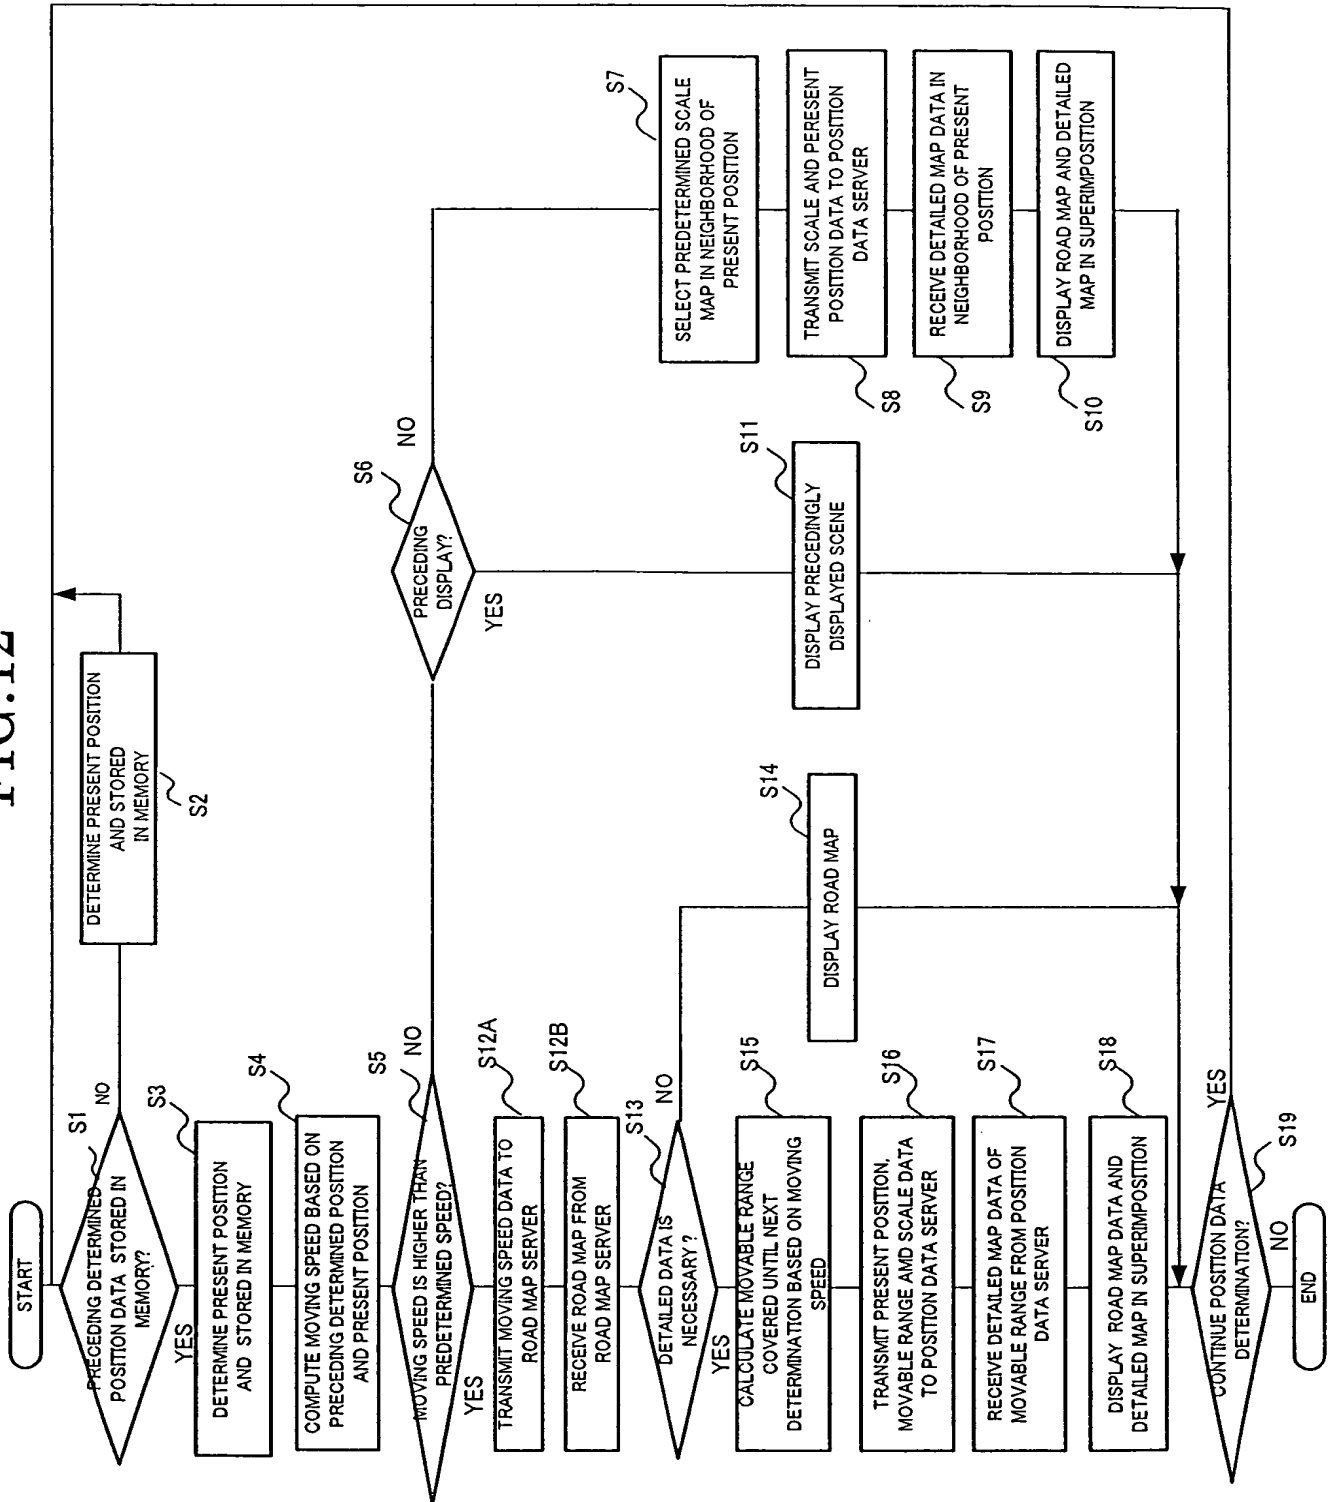 FIG.12
START
S1
PRECEDING DETERMINED
POSITION DATA STORED IN
MEMORY?
NO
YES
DETERMINE PRESENT POSITION
AND STORED
IN MEMORY
S2
S3
DETERMINE PRESENT POSITION
AND STORED IN MEMORY
S4
COMPUTE MOVING SPEED BASED ON
PRECEDING DETERMINED POSITION
AND PRESENT POSITION
S5
MOVING SPEED IS HIGHER THAN
PREDETERMINED SPEED?
NO
YES
S6
PRECEDING
DISPLAY?
NO
YES
S7
SELECT PREDETERMINED SCALE
MAP IN NEIGHBORHOOD OF
PRESENT POSITION
TRANSMIT SCALE AND PERESENT
POSITION DATA TO POSITION
DATA SERVER
S8
RECEIVE DETAILED MAP DATA IN
NEIGHBORHOOD OF PRESENT
POSITION
S9
DISPLAY ROAD MAP AND DETAILED
MAP IN SUPERIMPOSITION
S10
S11
DISPLAY PRECEDINGLY
DISPLAYED SCENE
S12A
TRANSMIT MOVING SPEED DATA TO
ROAD MAP SERVER
S12B
RECEIVE ROAD MAP FROM
ROAD MAP SERVER
S13
DETAILED DATA IS
NECESSARY ?
NO
YES
S14
DISPLAY ROAD MAP
S15
CALCULATE MOVABLE RANGE
COVERED UNTIL NEXT
DETERMINATION BASED ON MOVING
SPEED
S16
TRANSMIT PRESENT POSITION,
MOVABLE RANGE AMD SCALE DATA
TO POSITION DATA SERVER
S17
RECEIVE DETAILED MAP DATA OF
MOVABLE RANGE FROM POSITION
DATA SERVER
S18
DISPLAY ROAD MAP DATA AND
DETAILED MAP IN SUPERIMPOSITION
CONTINUE POSITION DATA
DETERMINATION?
YES
S19
NO
END